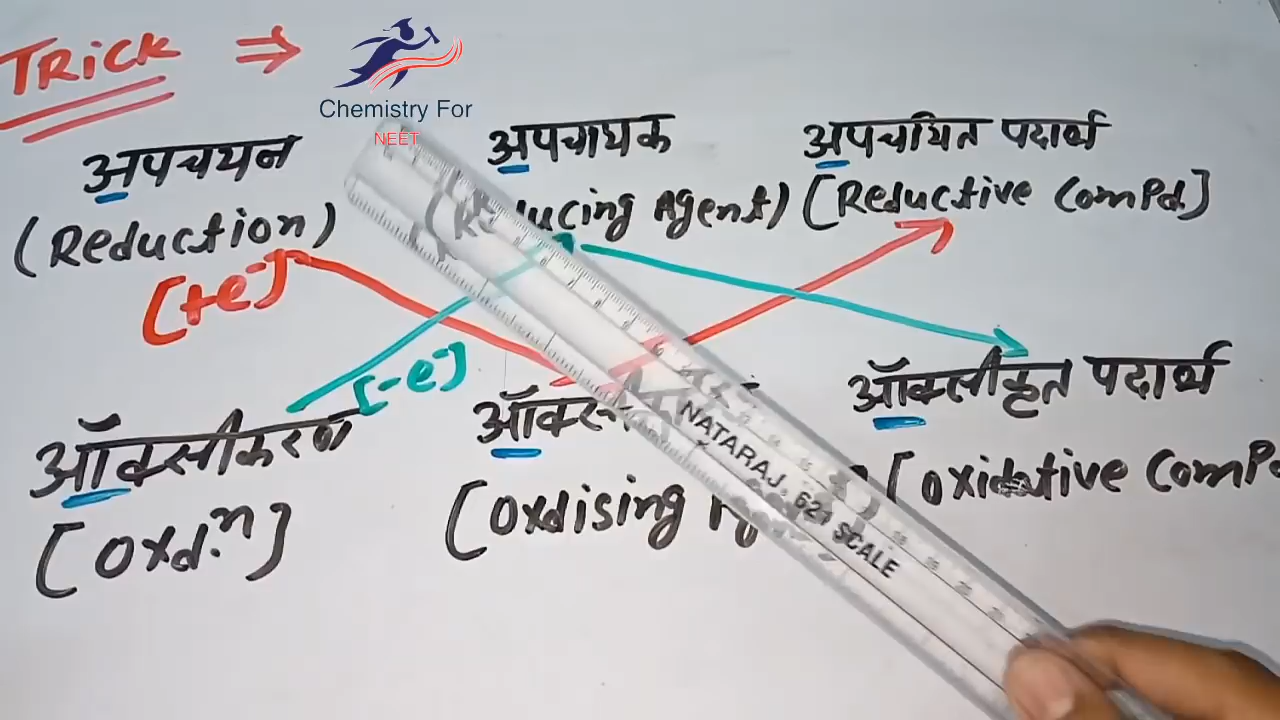 TRICK ⇒
Chemistry For
NEET
अपचयन
अपचायक
अपचयित पदार्थ
(Reduction)
ucing Agent)
[Reductive Compd]
[+e⁻]
[-e⁻]
ऑक्सीकरण
ऑक्सीकृत पदार्थ
[Oxd.ⁿ]
[Oxdising
[Oxidative Comp
NATARAJ. 621 SCALE